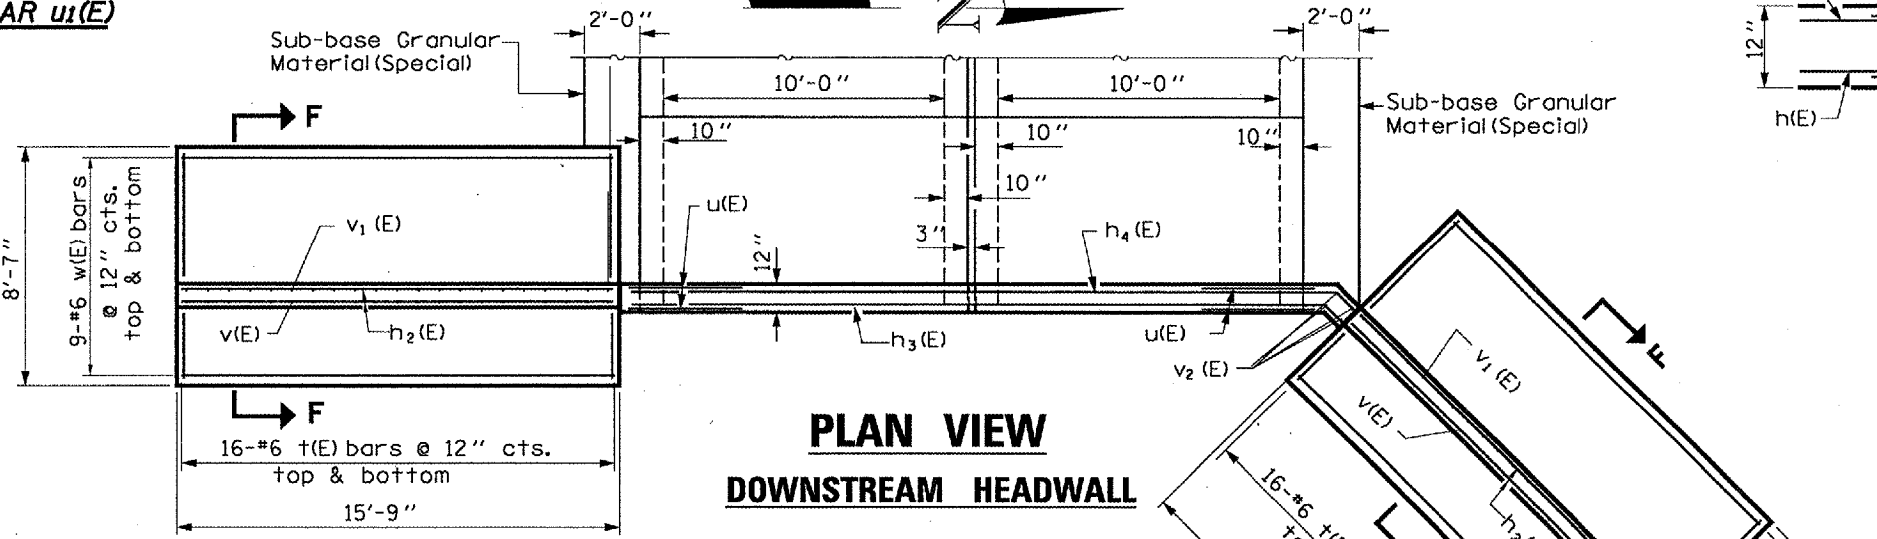 AR u1(E)
2'-0"
2'-0"
Sub-base Granular
Material(Special)
12"
10'-0"
10'-0"
Sub-base Granular
Material(Special)
h(E)
F
10"
10"
10"
10"
8'-7"
9-#6 w(E) bars
@ 12" cts.
top & bottom
v₁(E)
u(E)
3"
12"
h₄(E)
v(E)
h₂(E)
h₃(E)
u(E)
v₂(E)
v₁(E)
F
F
v(E)
16-#6 t(E) bars @ 12" cts.
top & bottom
15'-9"
PLAN VIEW
DOWNSTREAM HEADWALL
16-#6